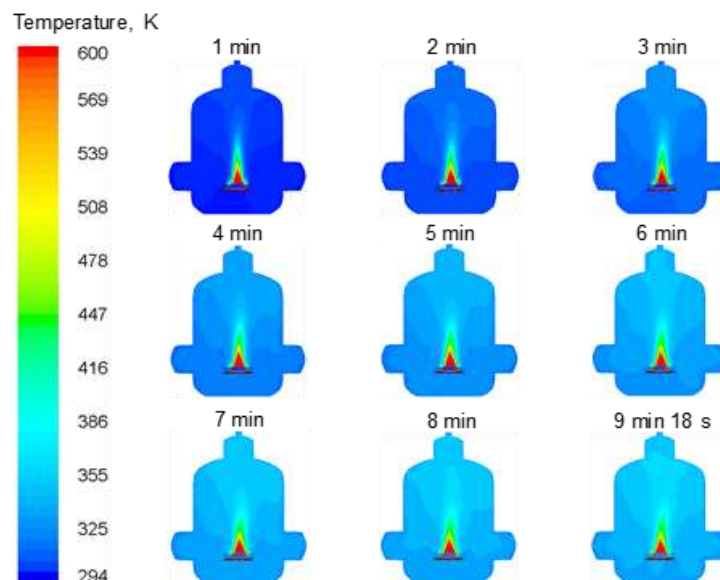 Temperature, K
600
569
539
508
478
447
416
386
355
325
294
1 min
2 min
3 min
4 min
5 min
6 min
7 min
8 min
9 min 18 s